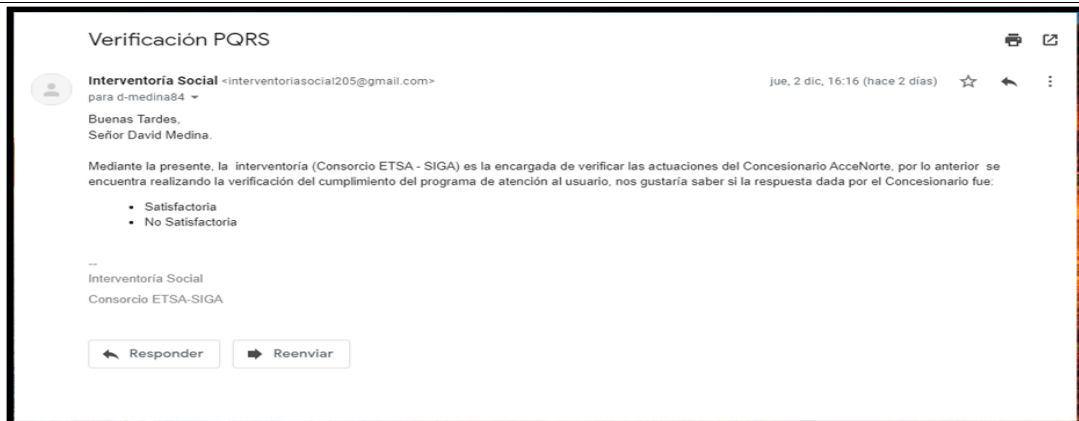 Verificación PQRS
Interventoría Social <interventoriasocial205@gmail.com>
jue, 2 dic, 16:16 (hace 2 días)
para d-medina84
Buenas Tardes,
Señor David Medina.
Mediante la presente, la interventoría (Consorcio ETSA - SIGA) es la encargada de verificar las actuaciones del Concesionario AcceNorte, por lo anterior se
encuentra realizando la verificación del cumplimiento del programa de atención al usuario, nos gustaría saber si la respuesta dada por el Concesionario fue:
• Satisfactoria
• No Satisfactoria
--
Interventoría Social
Consorcio ETSA-SIGA
Responder
Reenviar